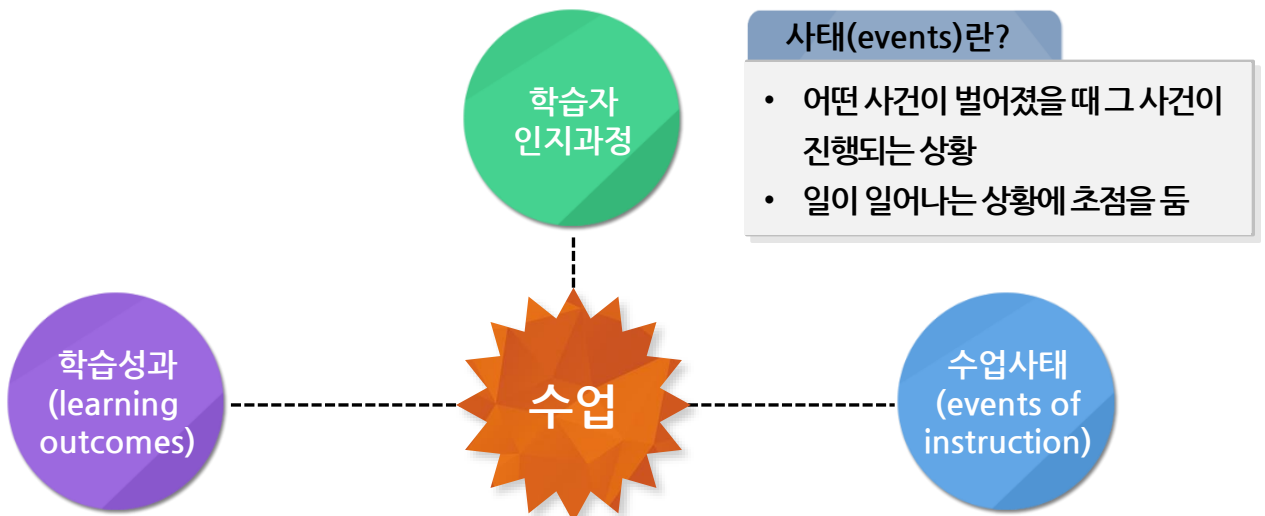 사태(events)란?
• 어떤 사건이 벌어졌을 때 그 사건이
진행되는 상황
• 일이 일어나는 상황에 초점을 둠
학습자
인지과정
학습성과
(learning
outcomes)
수업
수업사태
(events of
instruction)